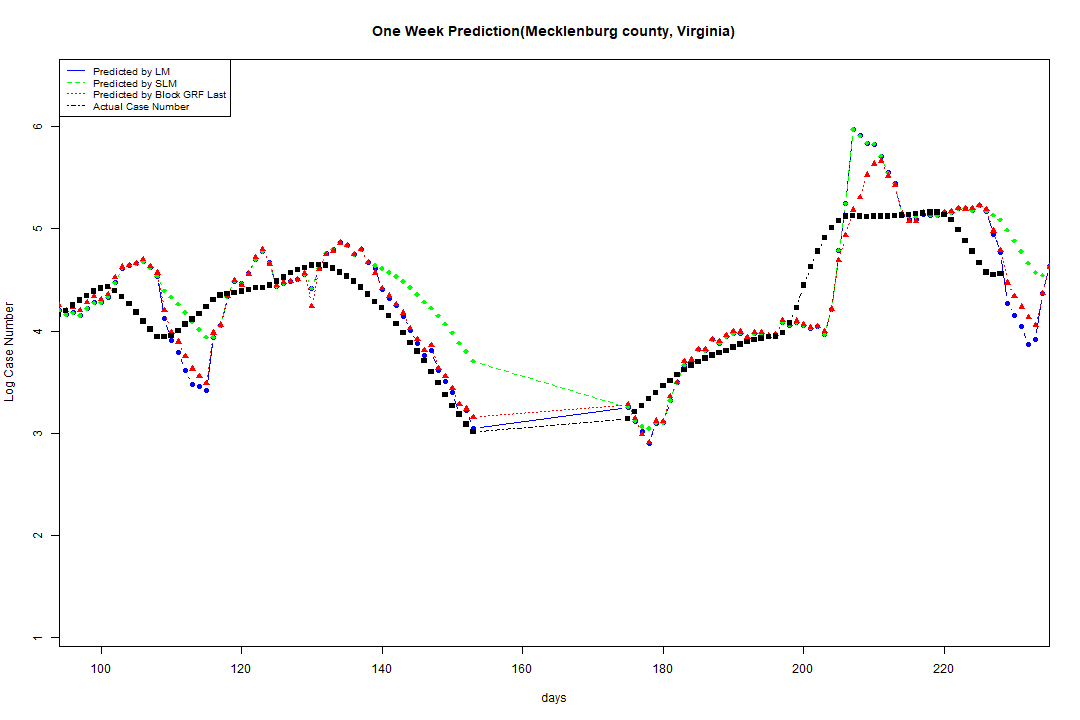 One Week Prediction(Mecklenburg county, Virginia)
Predicted by LM
Predicted by SLM
Predicted by Block GRF Last
Actual Case Number
Log Case Number
6
5
4
3
2
1
100 120 140 160 180 200 220
days